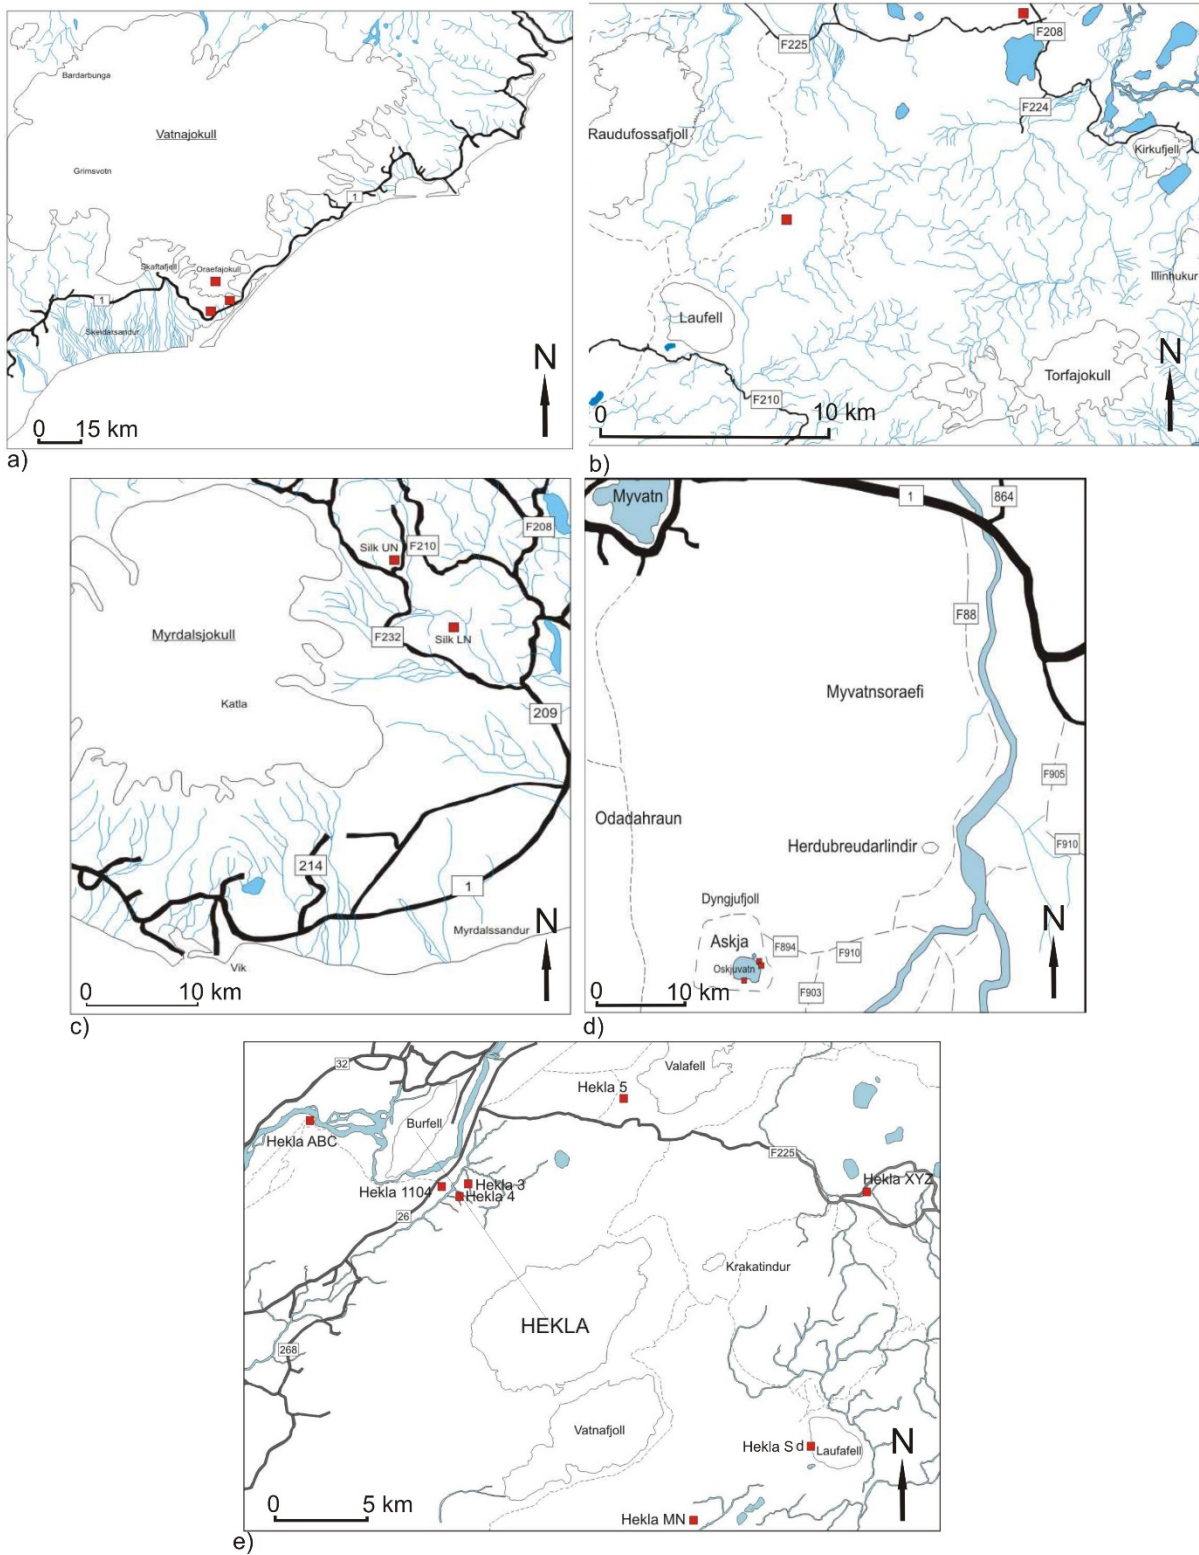 Bardarbunga
Vatnajokull
Grimsvotn
1
Skaftafjell
Oraefajokull
1
Skeidarsandur
N
0 15 km
a)
F225
F208
F224
Raudufossafjoll
Kirkufjell
Illinhukur
Laufell
N
Torfajokull
F210
0 10 km
b)
F208
Silk UN
F210
Myrdalsjokull
F232
Silk LN
Katla
209
214
1
N
Myrdalssandur
Vik
0 10 km
c)
Myvatn
1
864
F88
Myvatnsoraefi
F905
Odadahraun
Herdubreudarlindir
F910
Dyngjufjoll
N
Askja
F894
F910
Oskjuvatn
F903
0 10 km
d)
32
Valafell
Hekla 5
Burfell
Hekla ABC
F225
Hekla XYZ
Hekla 1104
Hekla 3
Hekla 4
26
Krakatindur
HEKLA
268
Vatnafjoll
N
Hekla S d
Laufafell
0 5 km
Hekla MN
e)